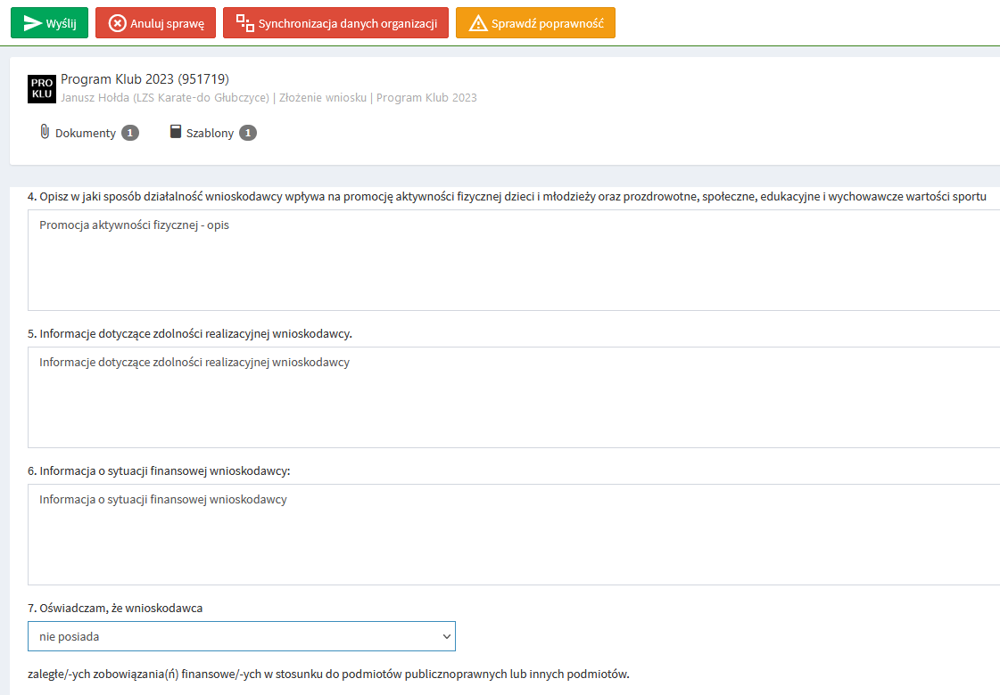 Wyślij Anuluj sprawę Synchronizacja danych organizacji Sprawdź poprawność
PRO KLU
Program Klub 2023 (951719)
Janusz Hołda (LZS Karate-do Głubczyce) | Złożenie wniosku | Program Klub 2023
Dokumenty 1 Szablony 1
4. Opisz w jaki sposób działalność wnioskodawcy wpływa na promocję aktywności fizycznej dzieci i młodzieży oraz prozdrowotne, społeczne, edukacyjne i wychowawcze wartości sportu
Promocja aktywności fizycznej - opis
5. Informacje dotyczące zdolności realizacyjnej wnioskodawcy.
Informacje dotyczące zdolności realizacyjnej wnioskodawcy
6. Informacja o sytuacji finansowej wnioskodawcy:
Informacja o sytuacji finansowej wnioskodawcy
7. Oświadczam, że wnioskodawca
nie posiada
zaległe/-ych zobowiązania(ń) finansowe/-ych w stosunku do podmiotów publicznoprawnych lub innych podmiotów.